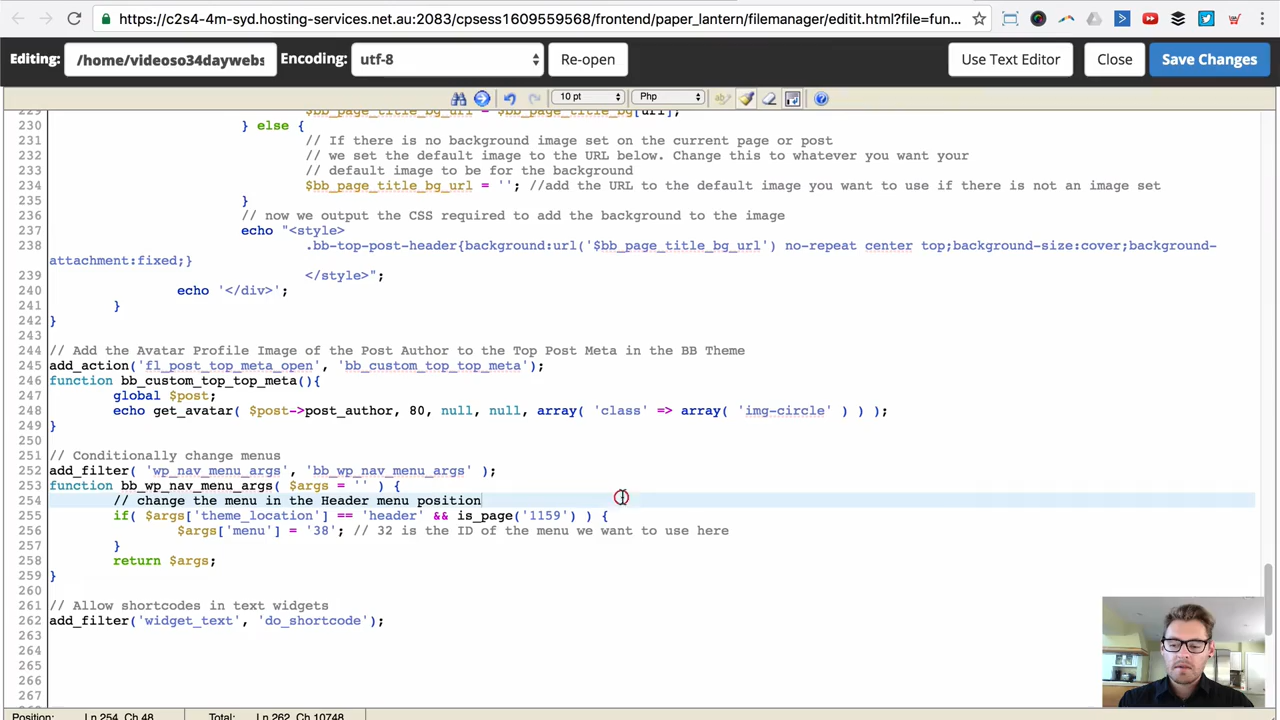 https://c2s4-4m-syd.hosting-services.net.au:2083/cpsess1609559568/frontend/paper_lantern/filemanager/editit.html?file=fun...
Editing: /home/videoso34daywebs Encoding: utf-8 Re-open Use Text Editor Close Save Changes
10 pt Php
229 $bb_page_title_bg_url = $bb_page_title_bg[url];
230 } else {
231 // If there is no background image set on the current page or post
232 // we set the default image to the URL below. Change this to whatever you want your
233 // default image to be for the background
234 $bb_page_title_bg_url = ''; //add the URL to the default image you want to use if there is not an image set
235 }
236 // now we output the CSS required to add the background to the image
237 echo "<style>
238 .bb-top-post-header{background:url('$bb_page_title_bg_url') no-repeat center top;background-size:cover;background-
attachment:fixed;}
239 </style>";
240 echo '</div>';
241 }
242 }
243
244 // Add the Avatar Profile Image of the Post Author to the Top Post Meta in the BB Theme
245 add_action('fl_post_top_meta_open', 'bb_custom_top_top_meta');
246 function bb_custom_top_top_meta(){
247 global $post;
248 echo get_avatar( $post->post_author, 80, null, null, array( 'class' => array( 'img-circle' ) ) );
249 }
250
251 // Conditionally change menus
252 add_filter( 'wp_nav_menu_args', 'bb_wp_nav_menu_args' );
253 function bb_wp_nav_menu_args( $args = '' ) {
254 // change the menu in the Header menu position
255 if( $args['theme_location'] == 'header' && is_page('1159') ) {
256 $args['menu'] = '38'; // 32 is the ID of the menu we want to use here
257 }
258 return $args;
259 }
260
261 // Allow shortcodes in text widgets
262 add_filter('widget_text', 'do_shortcode');
263
264
265
266
267
Position: Ln 254, Ch 48 Total: Ln 262, Ch 10748